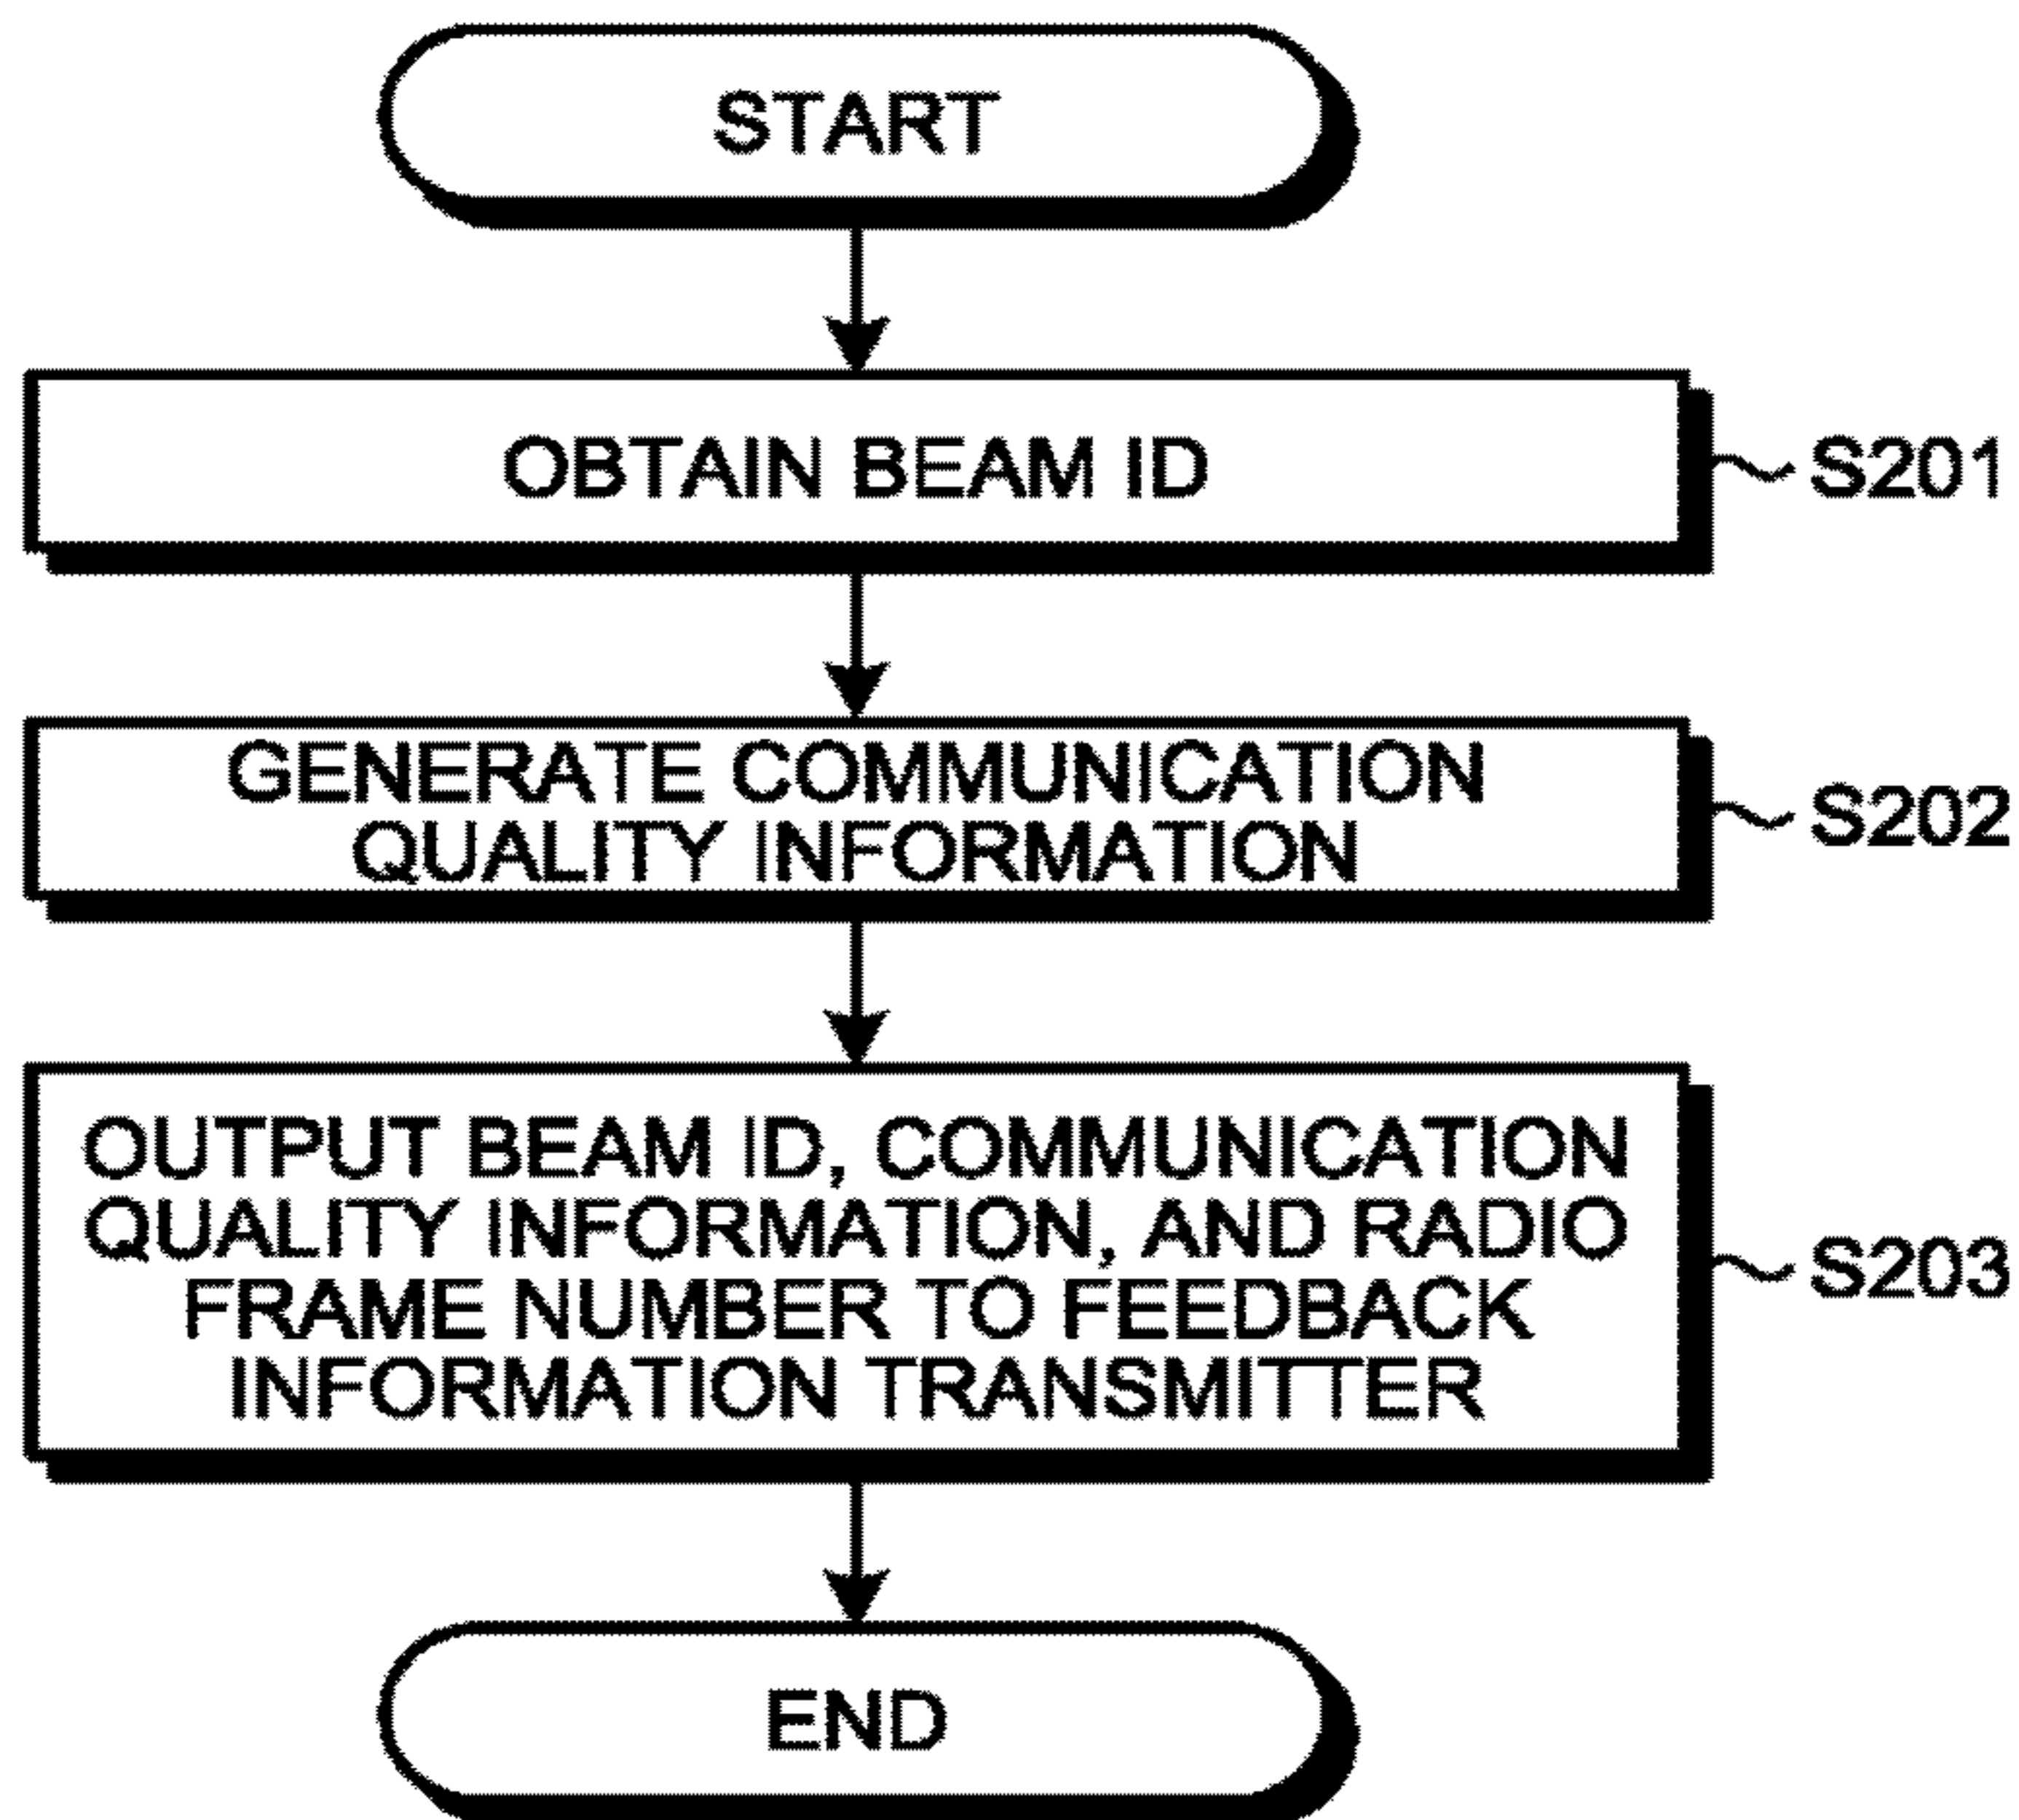 START
OBTAIN BEAM ID
S201
GENERATE COMMUNICATION
QUALITY INFORMATION
S202
OUTPUT BEAM ID, COMMUNICATION
QUALITY INFORMATION, AND RADIO
FRAME NUMBER TO FEEDBACK
INFORMATION TRANSMITTER
S203
END